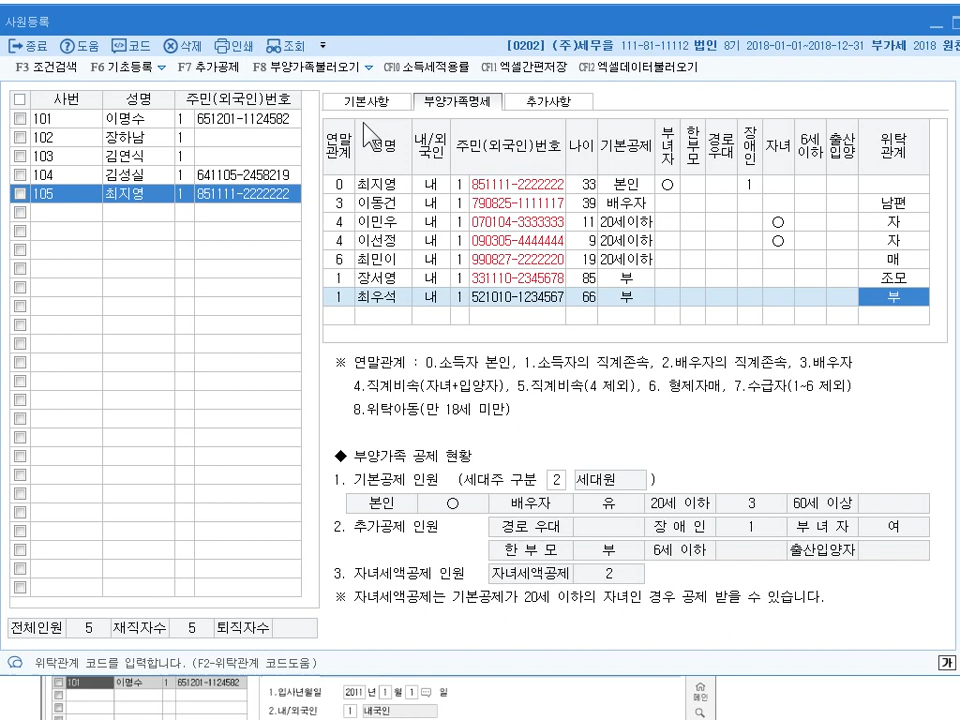 사원등록
종료 도움 코드 삭제 인쇄 조회 [0202] (주)세무을 111-81-11112 법인 8기 2018-01-01~2018-12-31 부가세 2018 원천
F3 조건검색 F6 기초등록 F7 추가공제 F8 부양가족불러오기 CF10 소득세적용률 CF11 엑셀간편저장 CF12 엑셀데이터불러오기
사번 성명 주민(외국인)번호
101 이명수 1 651201-1124582
102 장하남 1
103 김연식 1
104 김성실 1 641105-2458219
105 최지영 1 851111-2222222
전체인원 5 재직자수 5 퇴직자수
기본사항 부양가족명세 추가사항
연말관계 성명 내/외국인 주민(외국인)번호 나이 기본공제 부녀자 한부모 경로우대 장애인 자녀 6세이하 출산입양 위탁관계
0 최지영 내 1 851111-2222222 33 본인 ○ 1
3 이동건 내 1 790825-1111117 39 배우자 남편
4 이민우 내 1 070104-3333333 11 20세이하 ○ 자
4 이선정 내 1 090305-4444444 9 20세이하 ○ 자
6 최민이 내 1 990827-2222220 19 20세이하 매
1 장서영 내 1 331110-2345678 85 부 조모
1 최우석 내 1 521010-1234567 66 부 부
※ 연말관계 : 0.소득자 본인, 1.소득자의 직계존속, 2.배우자의 직계존속, 3.배우자
4.직계비속(자녀+입양자), 5.직계비속(4 제외), 6. 형제자매, 7.수급자(1~6 제외)
8.위탁아동(만 18세 미만)
◆ 부양가족 공제 현황
1. 기본공제 인원 (세대주 구분 2 세대원 )
본인 ○ 배우자 유 20세 이하 3 60세 이상
2. 추가공제 인원 경로 우대 장 애 인 1 부 녀 자 여
한 부 모 부 6세 이하 출산입양자
3. 자녀세액공제 인원 자녀세액공제 2
※ 자녀세액공제는 기본공제가 20세 이하의 자녀인 경우 공제 받을 수 있습니다.
위탁관계 코드를 입력합니다. (F2-위탁관계 코드도움) 가
101 이명수 1 651201-1124582 1.입사년월일 2011 년 1 월 1 일
2.내/외국인 1 내국인